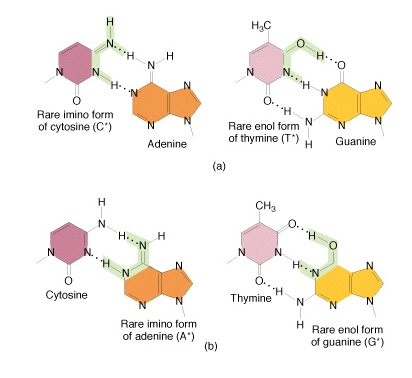 H
H₃C
N
H
N
H
O
H
O
N
N
H
N
N
N
N
H
N
N
O
N
N
O
H
N
N
N
Rare imino form
of cytosine (C*)
Adenine
Rare enol form
of thymine (T*)
H
Guanine
(a)
H
CH₃
N
H
H
N
H
O
H
O
N
N
H
N
N
N
N
H
N
N
O
N
N
O
H
N
N
N
Cytosine
Thymine
H
Rare imino form
of adenine (A*)
Rare enol form
of guanine (G*)
(b)